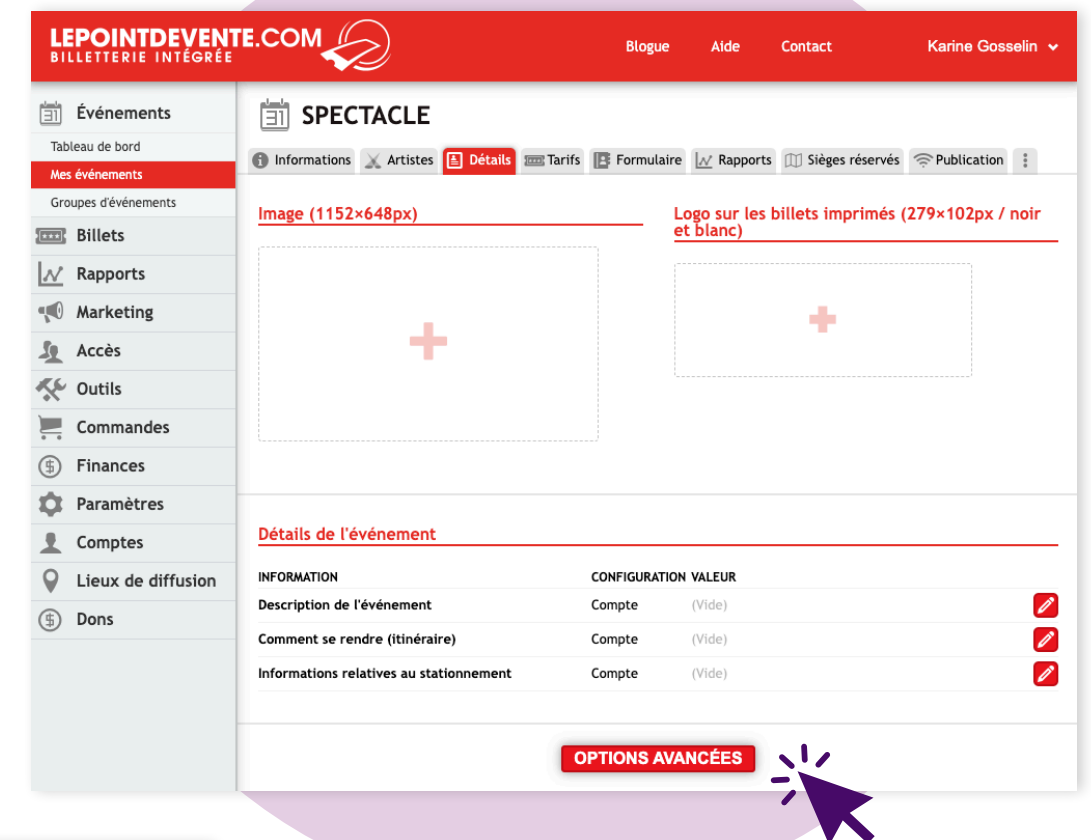 LEPOINTDEVENTE.COM
BILLETTERIE INTÉGRÉE
Blogue Aide Contact Karine Gosselin
Événements
Tableau de bord
Mes événements
Groupes d'événements
Billets
Rapports
Marketing
Accès
Outils
Commandes
Finances
Paramètres
Comptes
Lieux de diffusion
Dons
SPECTACLE
Informations Artistes Détails Tarifs Formulaire Rapports Sièges réservés Publication
Image (1152×648px)
Logo sur les billets imprimés (279×102px / noir
et blanc)
Détails de l'événement
INFORMATION CONFIGURATION VALEUR
Description de l'événement Compte (Vide)
Comment se rendre (itinéraire) Compte (Vide)
Informations relatives au stationnement Compte (Vide)
OPTIONS AVANCÉES